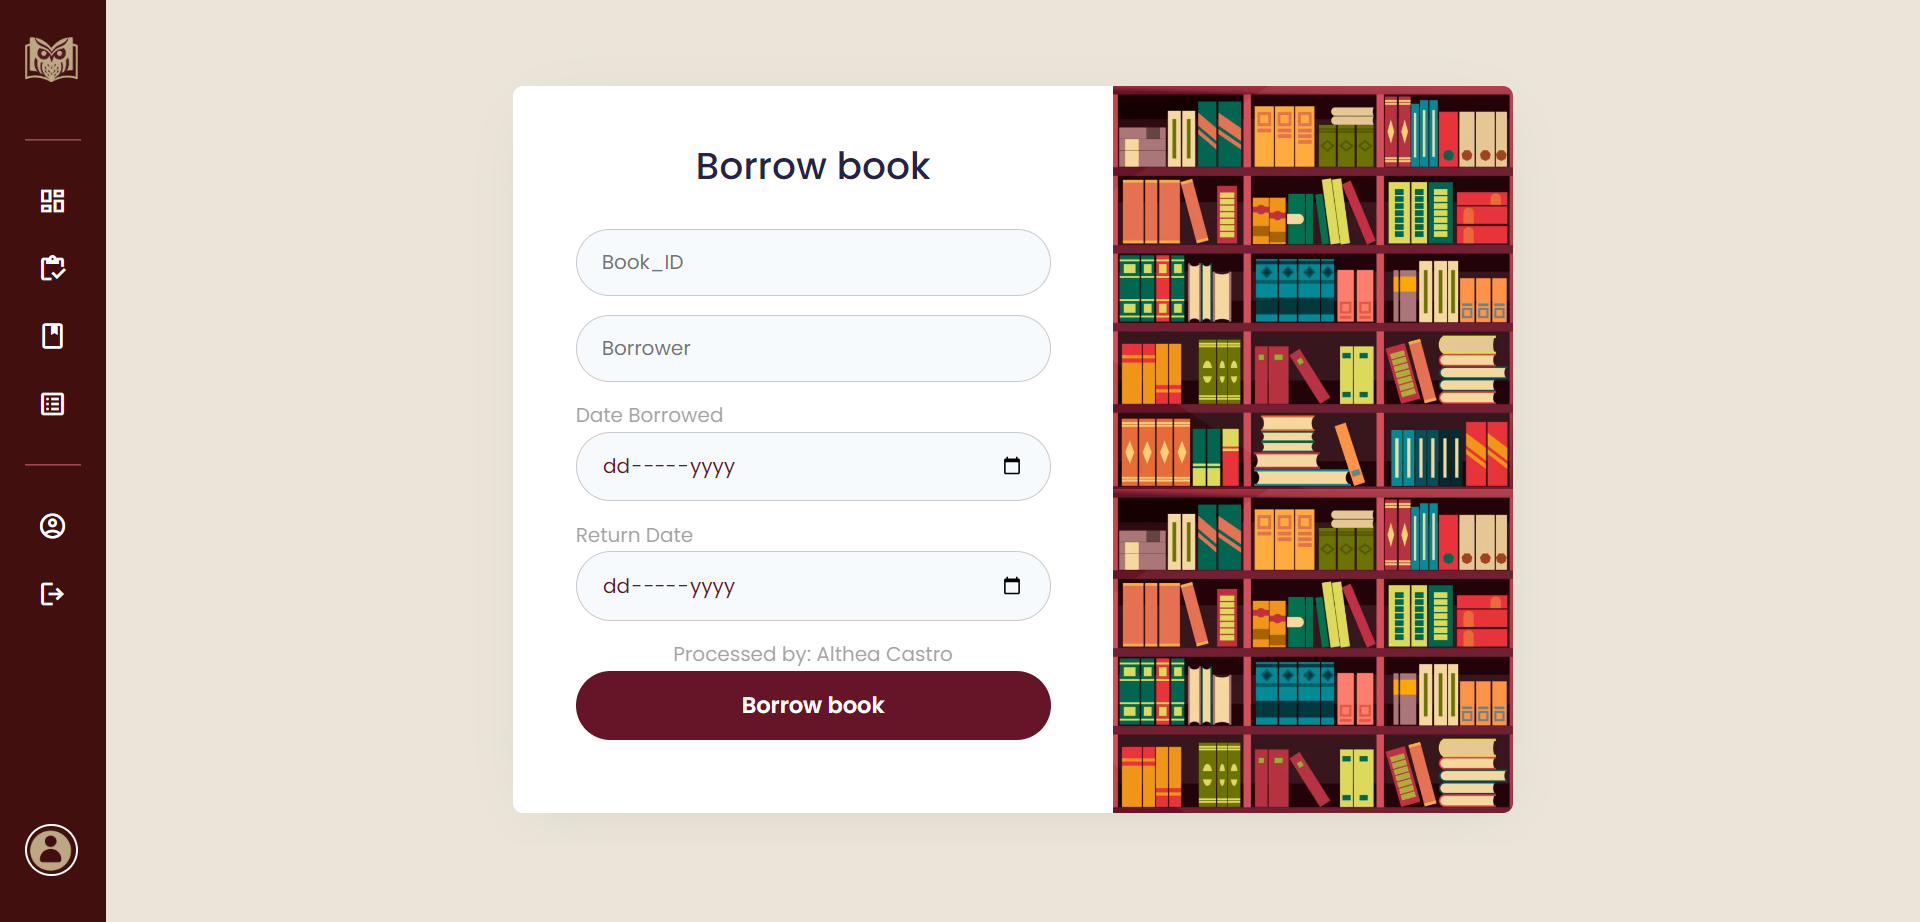 Borrow book
Book_ID
Borrower
Date Borrowed
dd-----yyyy
Return Date
dd-----yyyy
Processed by: Althea Castro
Borrow book